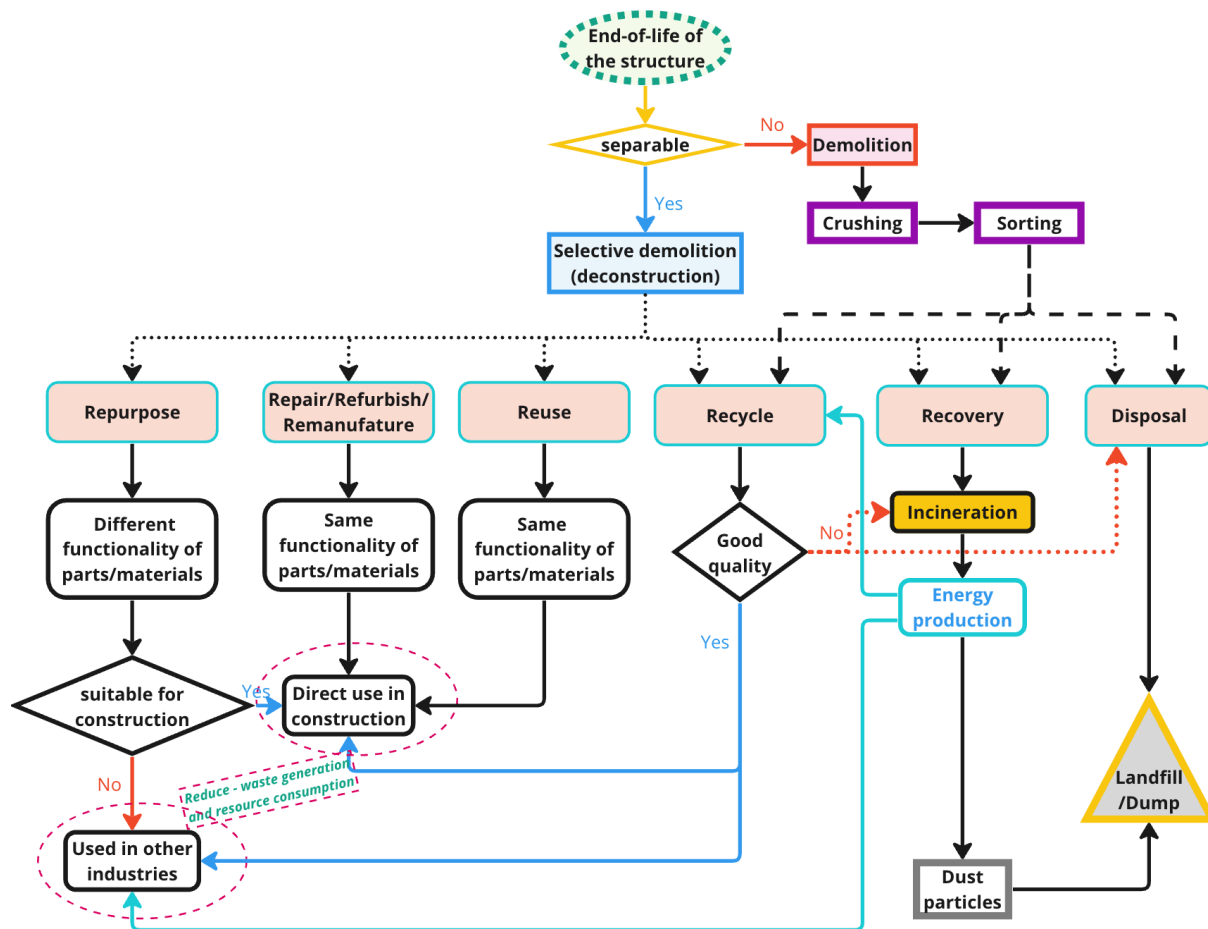 End-of-life of
the structure
separable
No
Demolition
Yes
Crushing
Sorting
Selective demolition
(deconstruction)
Repurpose
Repair/Refurbish/
Remanufature
Reuse
Recycle
Recovery
Disposal
Different
functionality of
parts/materials
Same
functionality of
parts/materials
Same
functionality of
parts/materials
Good
quality
No
Incineration
Energy
production
Yes
suitable for
construction
Yes
Direct use in
construction
No
Reduce - waste generation
and resource consumption
Landfill
/Dump
Used in other
industries
Dust
particles